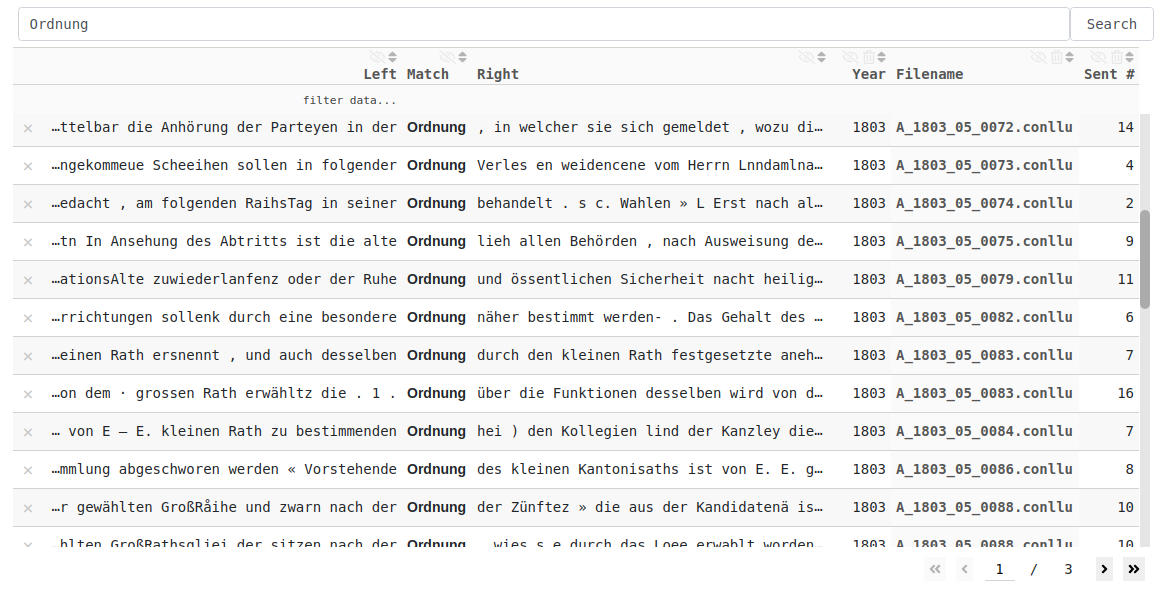 Ordnung Search
Left Match Right Year Filename Sent #
filter data...
× …ttelbar die Anhörung der Parteyen in der Ordnung , in welcher sie sich gemeldet , wozu di… 1803 A_1803_05_0072.conllu 14
× …ngekommeue Scheeihen sollen in folgender Ordnung Verles en weidencene vom Herrn Lnndamlna… 1803 A_1803_05_0073.conllu 4
× …edacht , am folgenden RaihsTag in seiner Ordnung behandelt . s c. Wahlen » L Erst nach al… 1803 A_1803_05_0074.conllu 2
× …tn In Ansehung des Abtritts ist die alte Ordnung lieh allen Behörden , nach Ausweisung de… 1803 A_1803_05_0075.conllu 9
× …ationsAlte zuwiederlanfenz oder der Ruhe Ordnung und össentlichen Sicherheit nacht heilig… 1803 A_1803_05_0079.conllu 11
× …rrichtungen sollenk durch eine besondere Ordnung näher bestimmt werden- . Das Gehalt des … 1803 A_1803_05_0082.conllu 6
× …einen Rath ersnennt , und auch desselben Ordnung durch den kleinen Rath festgesetzte aneh… 1803 A_1803_05_0083.conllu 7
× …on dem · grossen Rath erwähltz die . 1 . Ordnung über die Funktionen desselben wird von d… 1803 A_1803_05_0083.conllu 16
× … von E — E. kleinen Rath zu bestimmenden Ordnung hei ) den Kollegien lind der Kanzley die… 1803 A_1803_05_0084.conllu 7
× …mmlung abgeschworen werden « Vorstehende Ordnung des kleinen Kantonisaths ist von E. E. g… 1803 A_1803_05_0086.conllu 8
× …r gewählten GroßRåihe und zwarn nach der Ordnung der Zünftez » die aus der Kandidatenä is… 1803 A_1803_05_0088.conllu 10
× …hlten GroßRathsgliei der sitzen nach der Ordnung wies s e durch das Loee erwahlt worden… 1803 A_1803_05_0088.conllu 10
« ‹ 1 / 3 › »